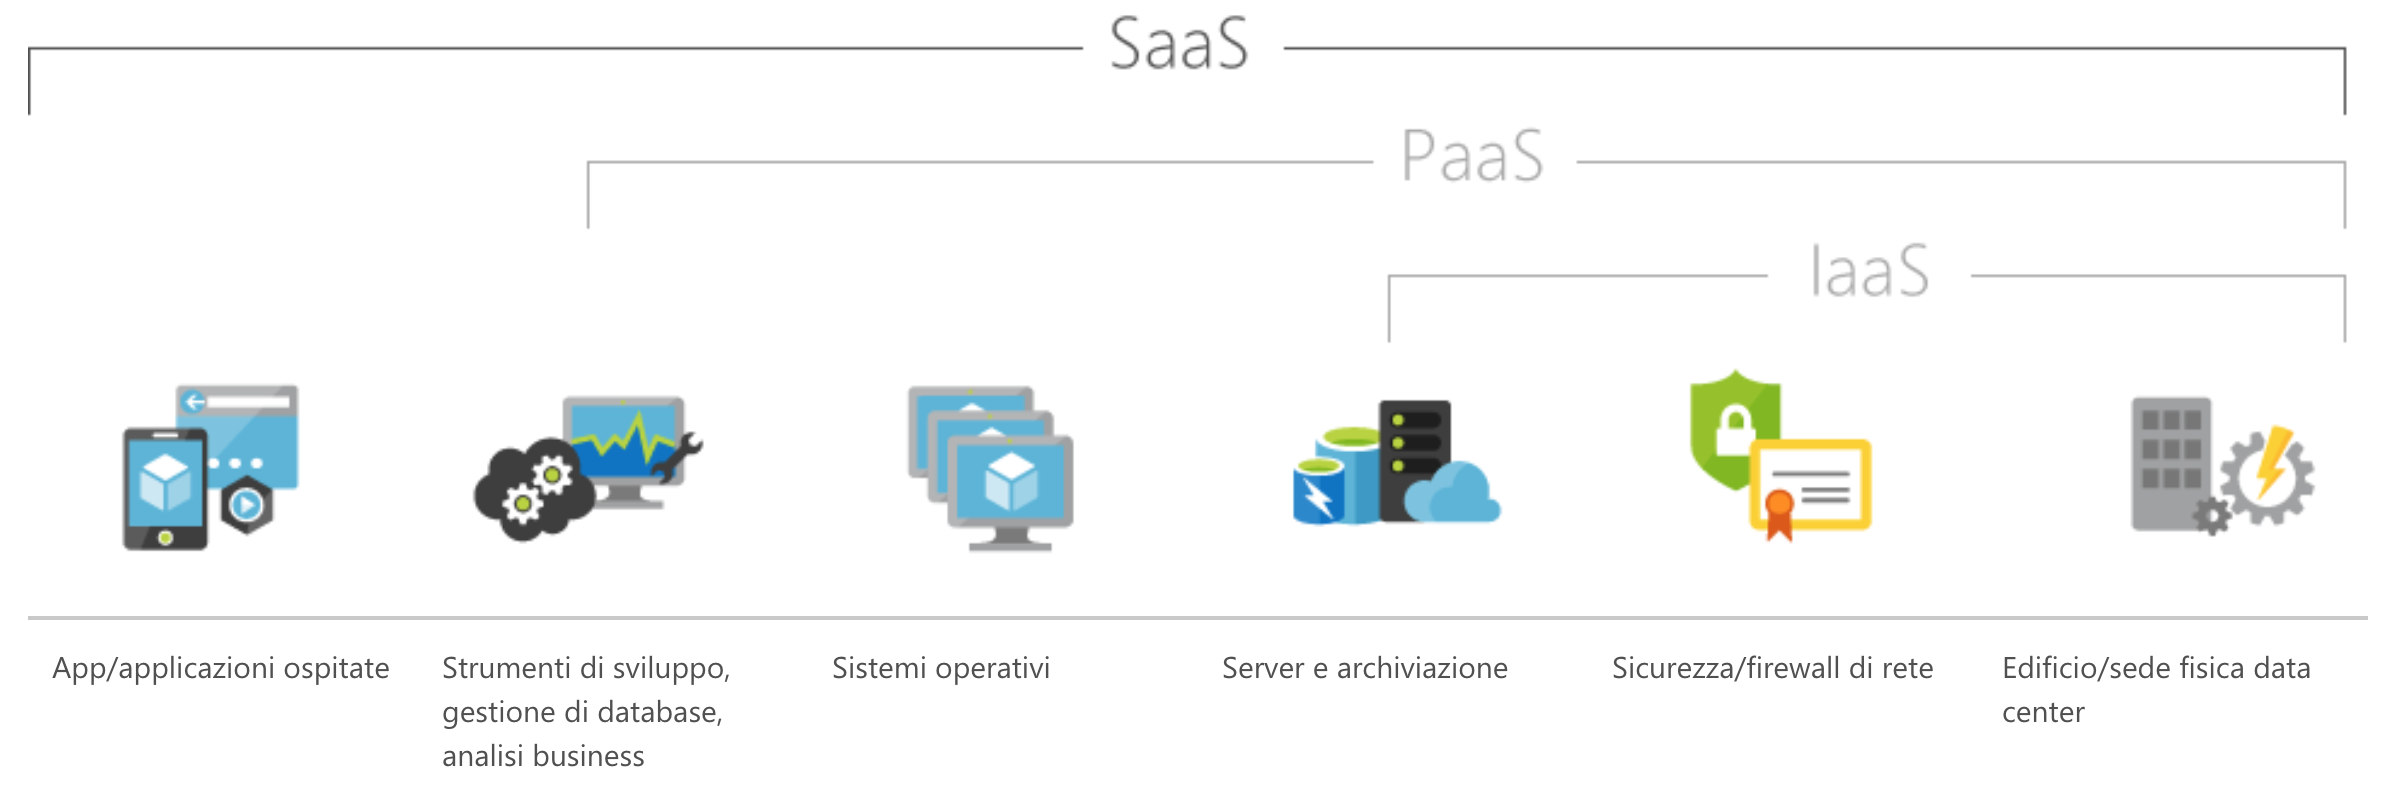 SaaS
PaaS
IaaS
App/applicazioni ospitate
Strumenti di sviluppo,
gestione di database,
analisi business
Sistemi operativi
Server e archiviazione
Sicurezza/firewall di rete
Edificio/sede fisica data
center